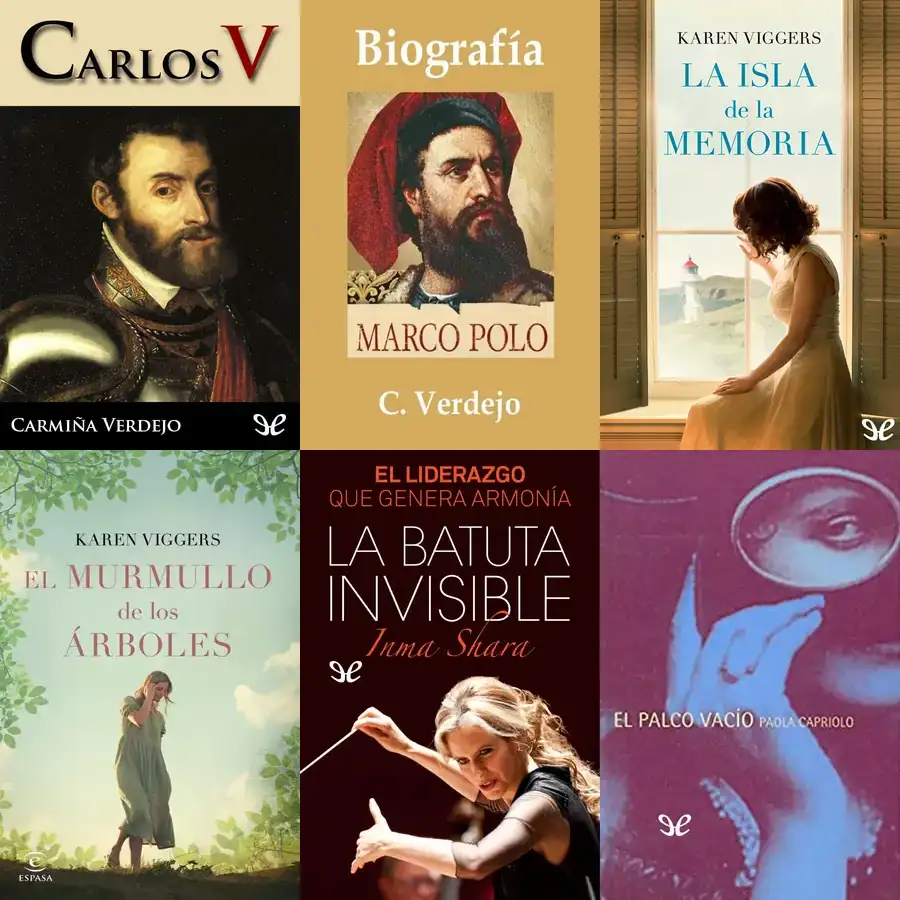 CARLOS V
CARMIÑA VERDEJO
Biografía
MARCO POLO
C. Verdejo
KAREN VIGGERS
LA ISLA
de la
MEMORIA
KAREN VIGGERS
EL MURMULLO
de los
ÁRBOLES
e
ESPASA
EL LIDERAZGO
QUE GENERA ARMONÍA
LA BATUTA
INVISIBLE
Inma Shara
EL PALCO VACÍO PAOLA CAPRIOLO